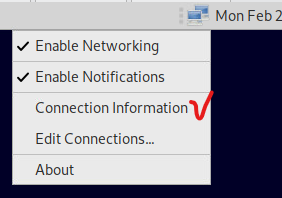 Mon Feb 2
Enable Networking
Enable Notifications
Connection Information
Edit Connections...
About